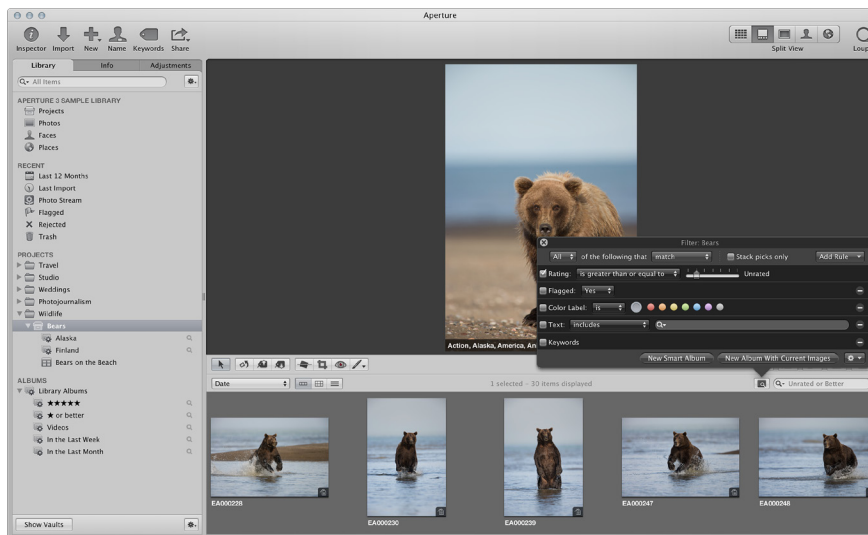 Aperture
Inspector Import New Name Keywords Share
Split View
Loup
Library Info Adjustments
All Items
APERTURE 3 SAMPLE LIBRARY
Projects
Photos
Faces
Places
RECENT
Last 12 Months
Last Import
Photo Stream
Flagged
Rejected
Trash
PROJECTS
Travel
Studio
Weddings
Photojournalism
Wildlife
Bears
Alaska
Finland
Bears on the Beach
ALBUMS
Library Albums
★★★★★
★ or better
Videos
In the Last Week
In the Last Month
Show Vaults
Filter: Bears
All of the following that match Stack picks only Add Rule
Rating: is greater than or equal to Unrated
Flagged: Yes
Color Label: is
Text: includes
Keywords
New Smart Album New Album With Current Images
Action, Alaska, America, An
Date
1 selected - 30 items displayed
Unrated or Better
EA000228
EA000230
EA000239
EA000247
EA000248